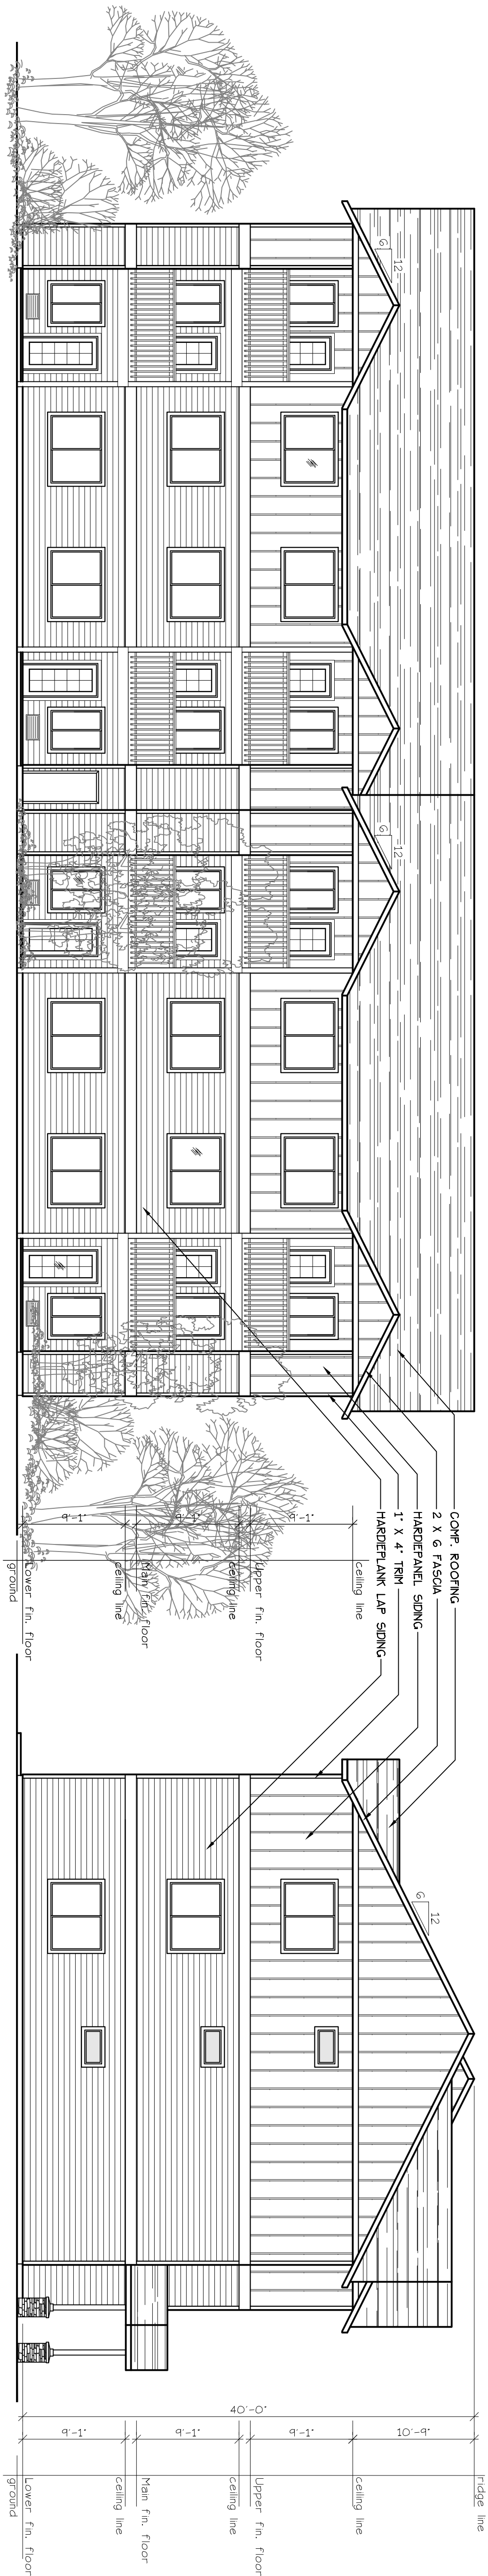 COMP. ROOFING
2 X 6 FASCIA
HARDIEPANEL SIDING
1" X 4" TRIM
HARDIEPLANK LAP SIDING
12
6
12
6
12
6
ceiling line
9'-1"
Upper fin. floor
ceiling line
9'-1"
Main fin. floor
ceiling line
9'-1"
Lower fin. floor
ground
ridge line
10'-9"
40'-0"
ceiling line
9'-1"
Upper fin. floor
ceiling line
9'-1"
Main fin. floor
ceiling line
9'-1"
Lower fin. floor
ground